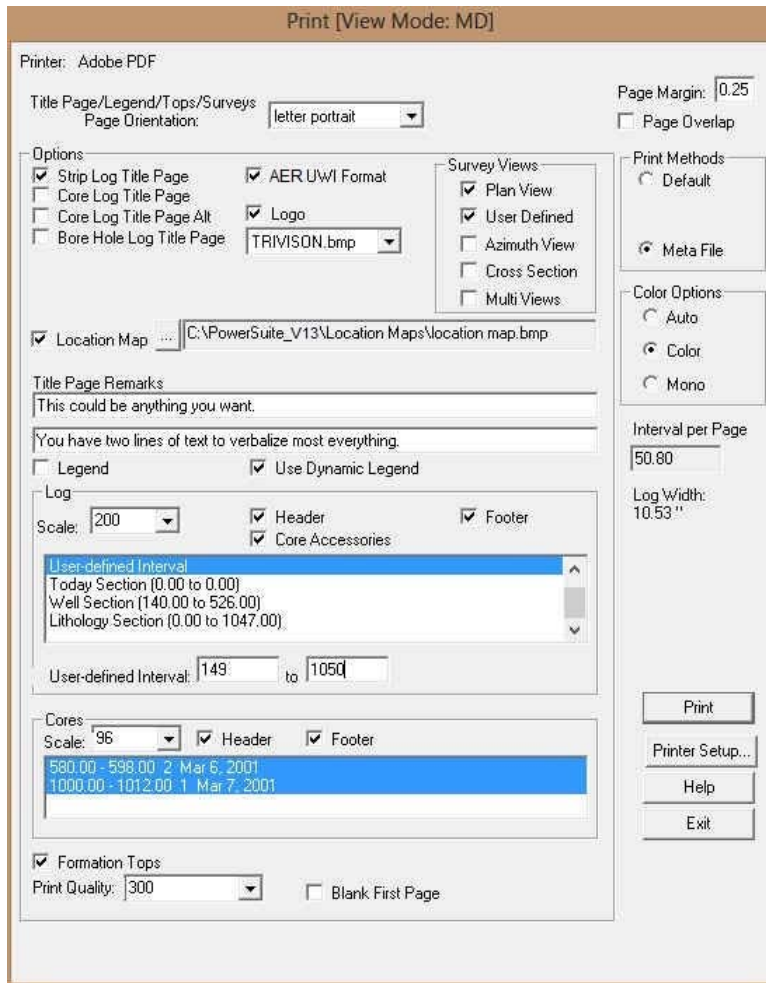 Print [View Mode: MD]
Printer: Adobe PDF
Title Page/Legend/Tops/Surveys
Page Orientation:
letter portrait
Page Margin: 0.25
Page Overlap
Options
Strip Log Title Page
Core Log Title Page
Core Log Title Page Alt
Bore Hole Log Title Page
AER UWI Format
Logo
TRIVISON.bmp
Survey Views
Plan View
User Defined
Azimuth View
Cross Section
Multi Views
Print Methods
Default
Meta File
Color Options
Auto
Color
Mono
Location Map ... C:\PowerSuite_V13\Location Maps\location map.bmp
Title Page Remarks
This could be anything you want.
You have two lines of text to verbalize most everything.
Legend
Use Dynamic Legend
Interval per Page
50.80
Log Width:
10.53 "
Log
Scale: 200
Header
Footer
Core Accessories
User-defined Interval
Today Section (0.00 to 0.00)
Well Section (140.00 to 526.00)
Lithology Section (0.00 to 1047.00)
User-defined Interval: 149 to 1050
Cores
Scale: 96
Header
Footer
580.00 - 598.00 2 Mar 6, 2001
1000.00 - 1012.00 1 Mar 7, 2001
Print
Printer Setup...
Help
Exit
Formation Tops
Print Quality: 300
Blank First Page